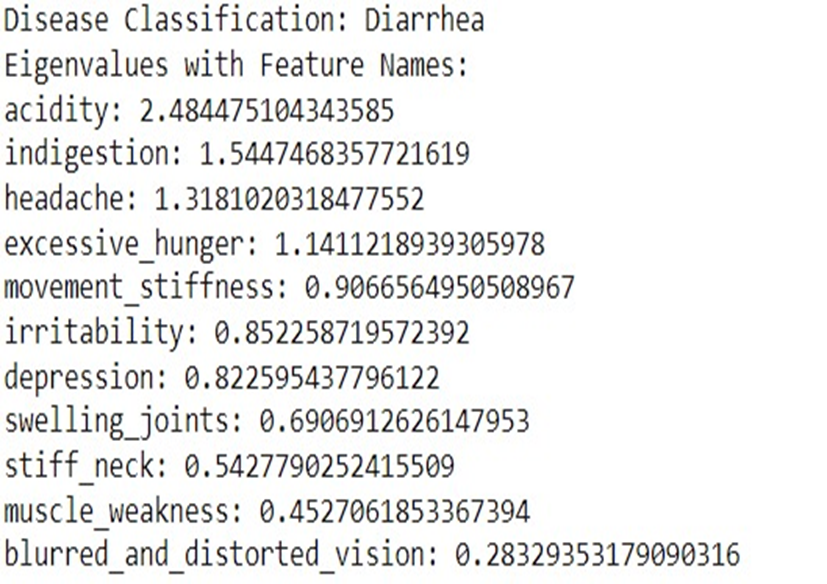 Disease Classification: Diarrhea
Eigenvalues with Feature Names:
acidity: 2.484475104343585
indigestion: 1.5447468357721619
headache: 1.3181020318477552
excessive_hunger: 1.1411218939305978
movement_stiffness: 0.9066564950508967
irritability: 0.852258719572392
depression: 0.822595437796122
swelling_joints: 0.6906912626147953
stiff_neck: 0.5427790252415509
muscle_weakness: 0.4527061853367394
blurred_and_distorted_vision: 0.28329353179090316